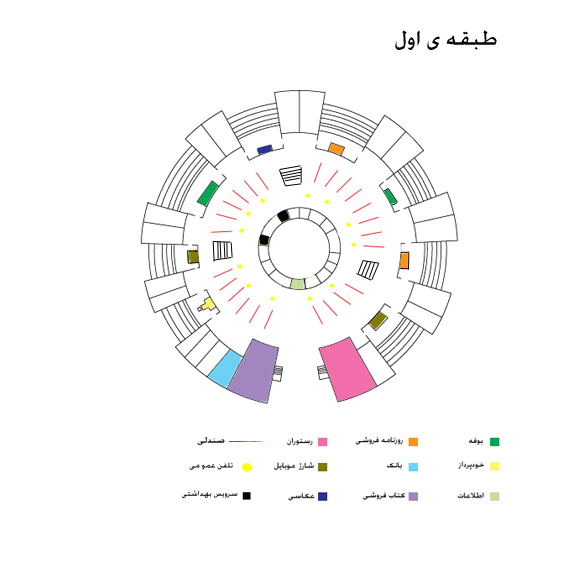 طبقه ی اول
بوفه
روزنامه فروشی
رستوران
صندلی
خودپرداز
بانک
شارژ موبایل
تلفن عمومی
اطلاعات
کتاب فروشی
عکاسی
سرویس بهداشتی